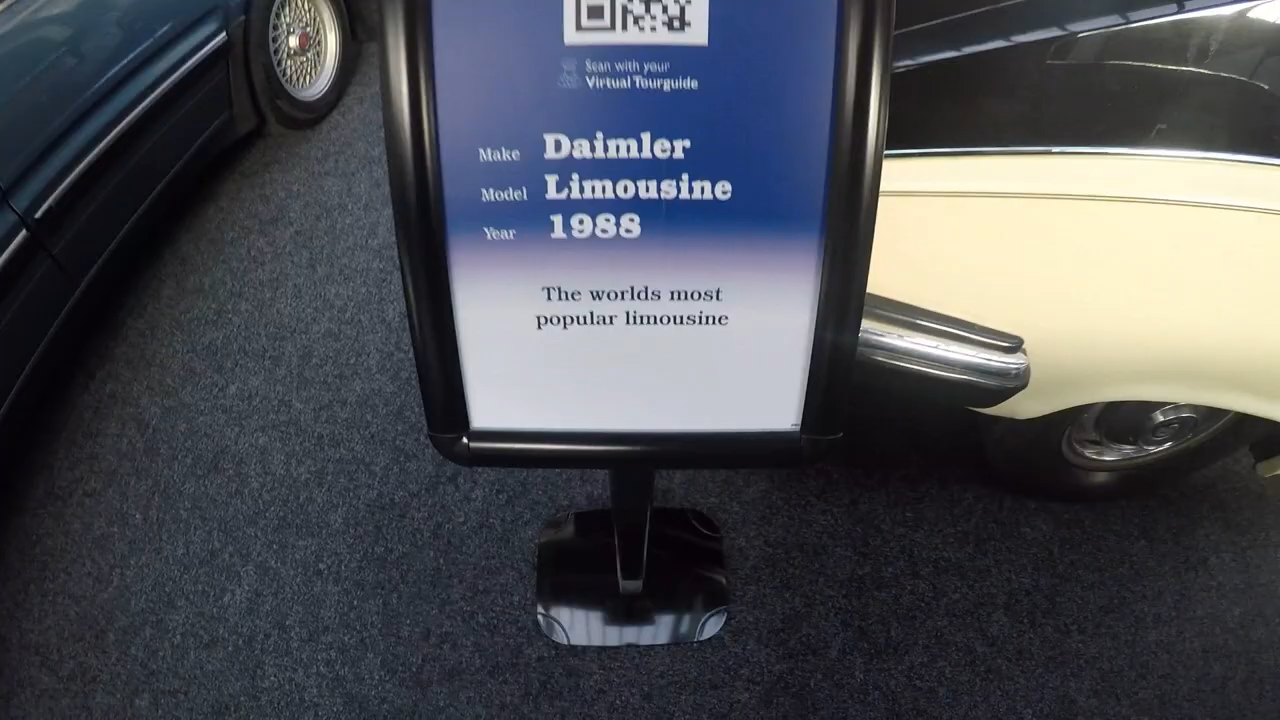 Scan with your
Virtual Tourguide
Make Daimler
Model Limousine
Year 1988
The worlds most
popular limousine